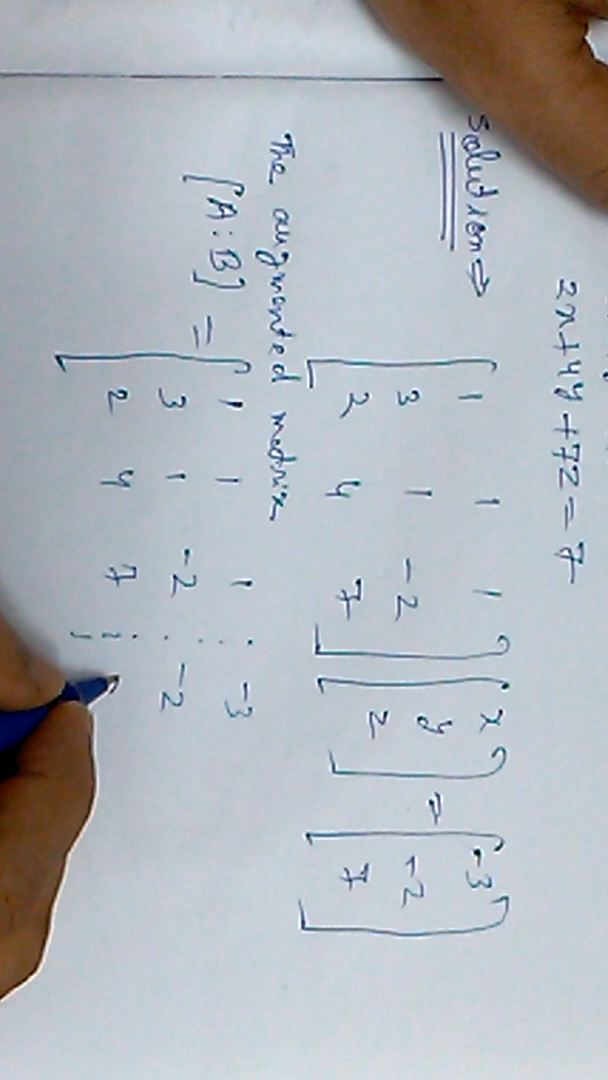 2x+4y+7z=7
Solution⇒
[1 1 1] [x] = [-3]
[3 1 -2] [y] [-2]
[2 4 7] [z] [7]
The augmented matrix
[A:B] = [1 1 1 : -3
3 1 -2 : -2
2 4 7 :